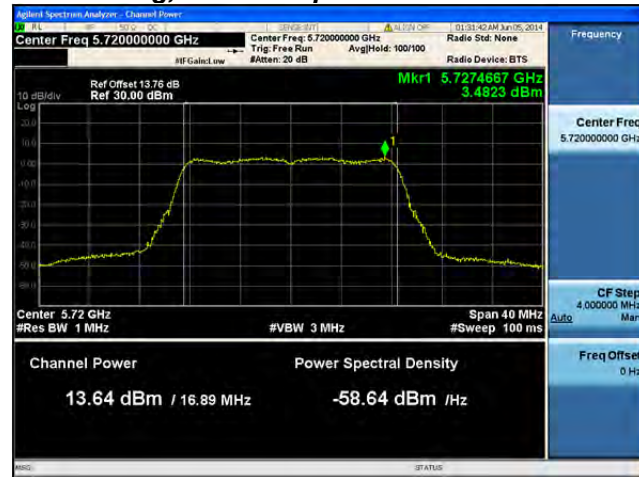 Agilent Spectrum Analyzer - Channel Power
RL RF 50 Ω DC SENSE:INT ALIGN OFF 01:31:42 AM Jun 05, 2014
Center Freq 5.720000000 GHz
Center Freq: 5.720000000 GHz
Radio Std: None
Trig: Free Run Avg|Hold: 100/100
#IFGain:Low #Atten: 20 dB Radio Device: BTS
Frequency
Mkr1 5.7274667 GHz
3.4823 dBm
Ref Offset 13.76 dB
10 dB/div Ref 30.00 dBm
Log
20.0
10.0
0.00
-10.0
-20.0
-30.0
-40.0
-50.0
-60.0
1
Center Freq
5.720000000 GHz
Center 5.72 GHz Span 40 MHz
#Res BW 1 MHz #VBW 3 MHz #Sweep 100 ms
CF Step
4.000000 MHz
Auto Man
Channel Power Power Spectral Density
13.64 dBm / 16.89 MHz -58.64 dBm /Hz
Freq Offset
0 Hz
MSG STATUS